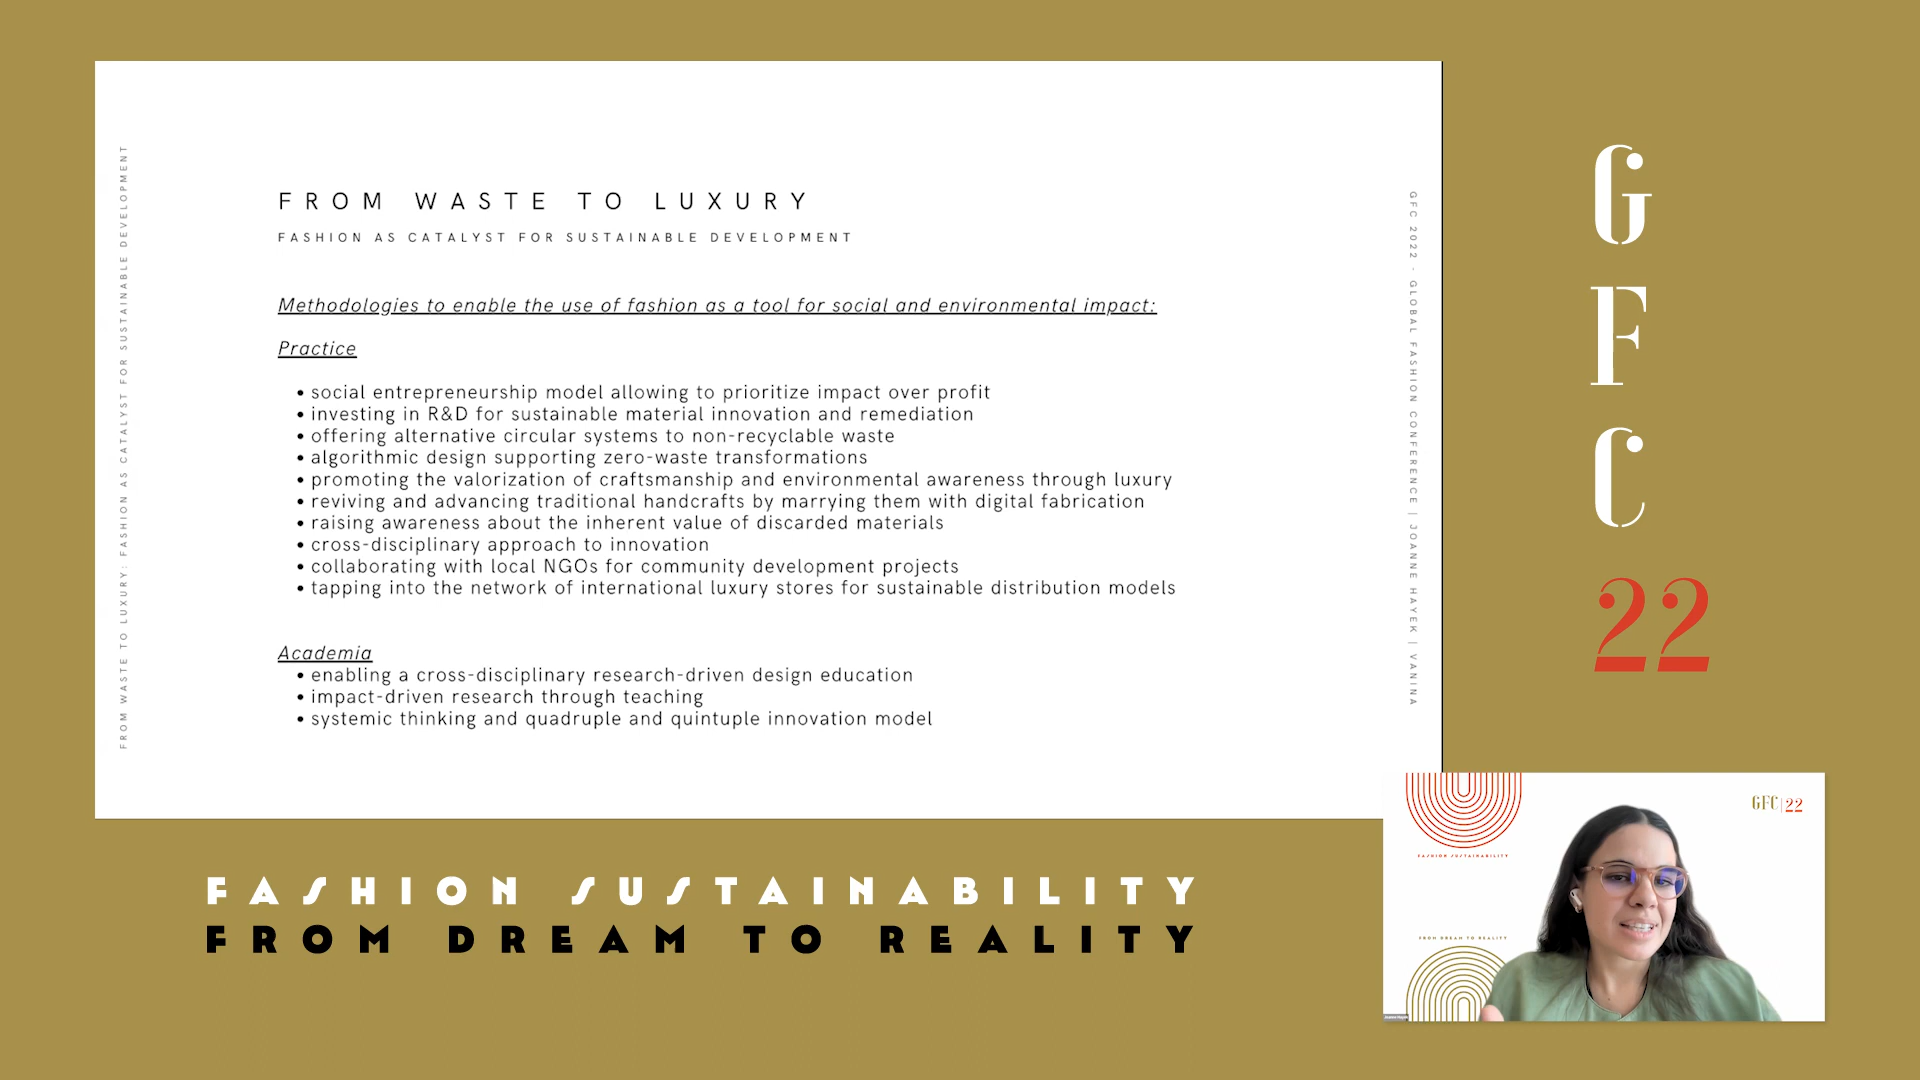 FROM WASTE TO LUXURY: FASHION AS CATALYST FOR SUSTAINABLE DEVELOPMENT
FROM WASTE TO LUXURY
FASHION AS CATALYST FOR SUSTAINABLE DEVELOPMENT
Methodologies to enable the use of fashion as a tool for social and environmental impact:
Practice
• social entrepreneurship model allowing to prioritize impact over profit
• investing in R&D for sustainable material innovation and remediation
• offering alternative circular systems to non-recyclable waste
• algorithmic design supporting zero-waste transformations
• promoting the valorization of craftsmanship and environmental awareness through luxury
• reviving and advancing traditional handcrafts by marrying them with digital fabrication
• raising awareness about the inherent value of discarded materials
• cross-disciplinary approach to innovation
• collaborating with local NGOs for community development projects
• tapping into the network of international luxury stores for sustainable distribution models
Academia
• enabling a cross-disciplinary research-driven design education
• impact-driven research through teaching
• systemic thinking and quadruple and quintuple innovation model
GFC 2022 - GLOBAL FASHION CONFERENCE | JOANNE HAYEK | VANINA
G
F
C
22
FASHION SUSTAINABILITY
FROM DREAM TO REALITY
GFC|22
FASHION SUSTAINABILITY
FROM DREAM TO REALITY
Joanne Hayek